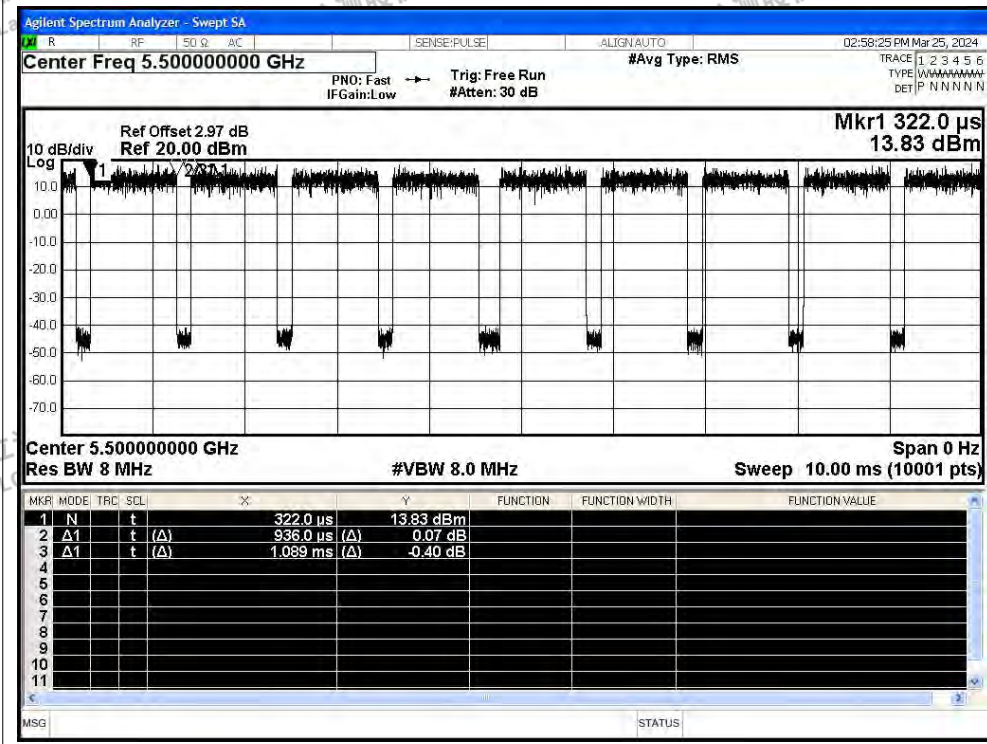 Agilent Spectrum Analyzer - Swept SA
R RF 50 Ω AC SENSE:PULSE ALIGN AUTO 02:58:25 PM Mar 25, 2024
Center Freq 5.500000000 GHz #Avg Type: RMS TRACE 1 2 3 4 5 6
PNO: Fast Trig: Free Run TYPE WWWWWW
IFGain:Low #Atten: 30 dB DET P N N N N N
Mkr1 322.0 µs
Ref Offset 2.97 dB
10 dB/div Ref 20.00 dBm 13.83 dBm
Log
10.0
0.00
-10.0
-20.0
-30.0
-40.0
-50.0
-60.0
-70.0
Center 5.500000000 GHz Span 0 Hz
Res BW 8 MHz #VBW 8.0 MHz Sweep 10.00 ms (10001 pts)
MKR MODE TRC SCL X Y FUNCTION FUNCTION WIDTH FUNCTION VALUE
1 N t 322.0 µs 13.83 dBm
2 Δ1 t (Δ) 936.0 µs (Δ) 0.07 dB
3 Δ1 t (Δ) 1.089 ms (Δ) -0.40 dB
4
5
6
7
8
9
10
11
MSG STATUS